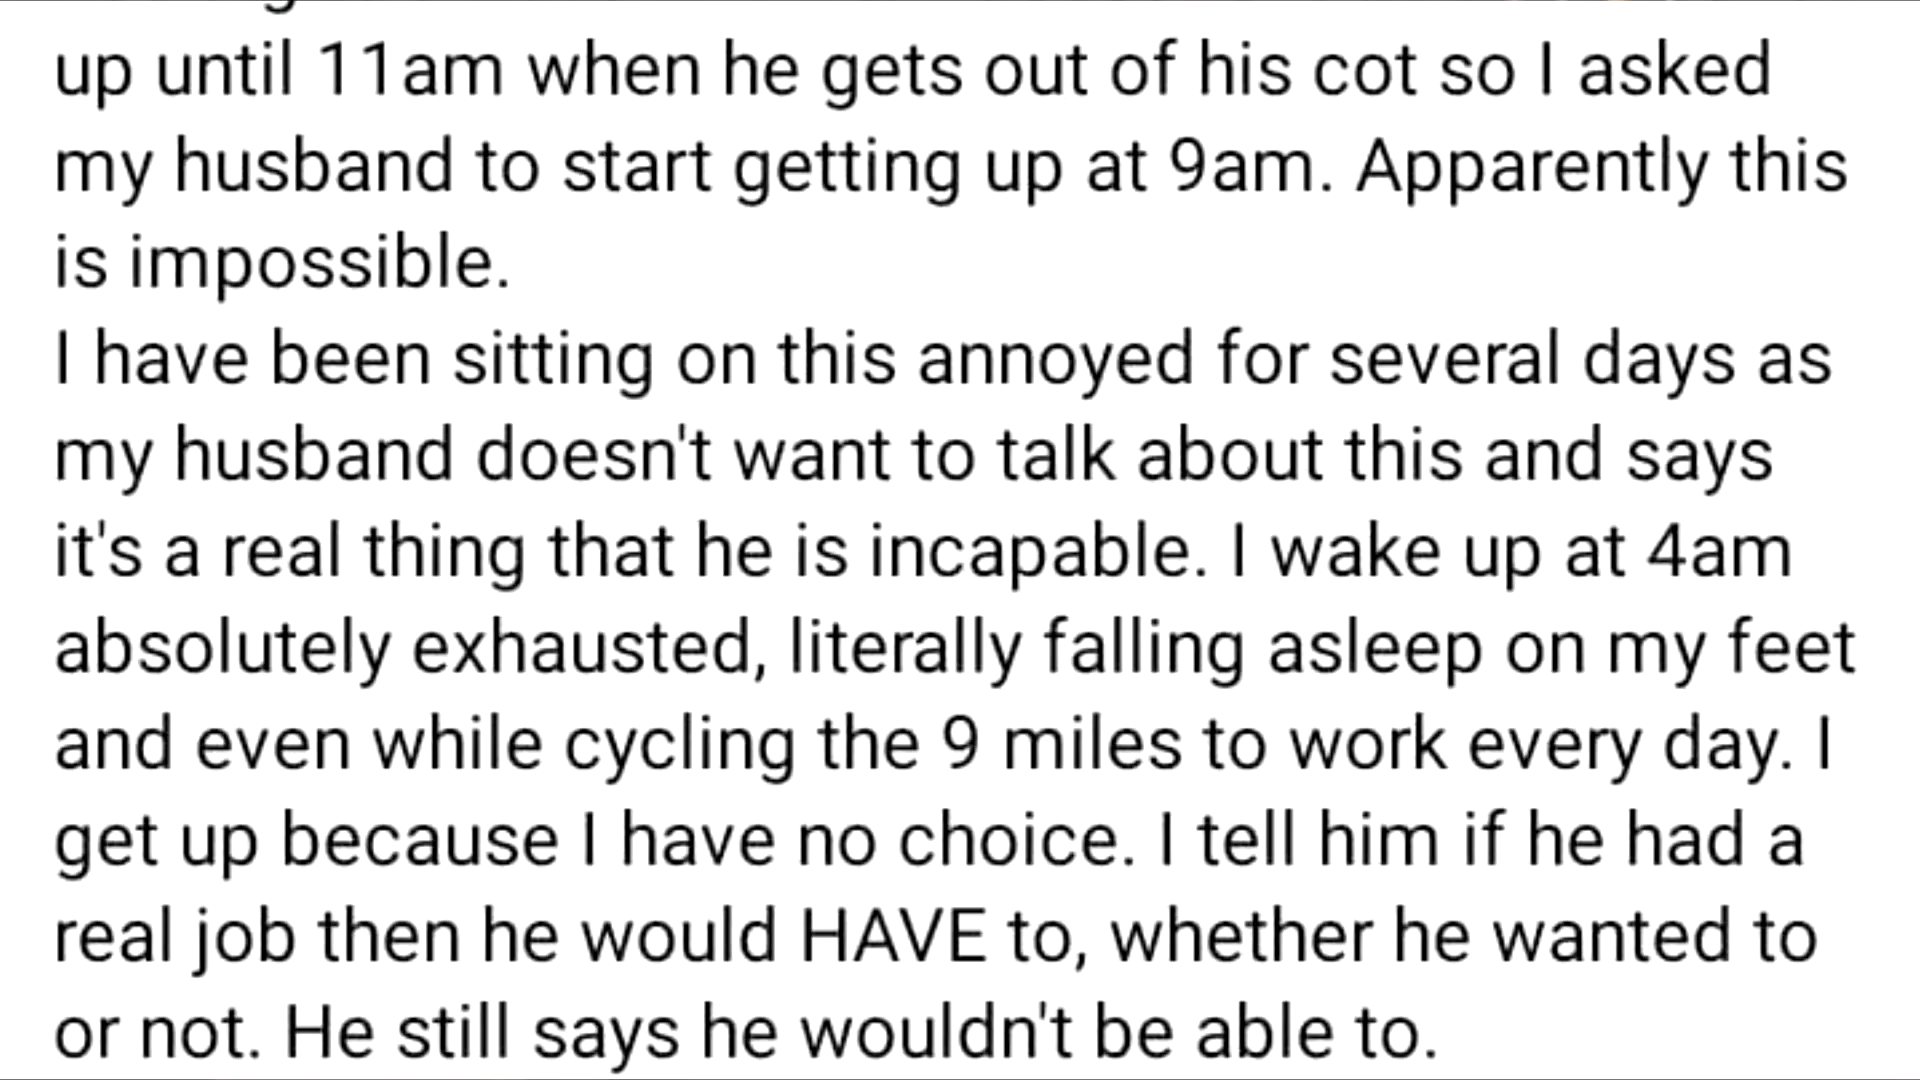 up until 11am when he gets out of his cot so I asked
my husband to start getting up at 9am. Apparently this
is impossible.
I have been sitting on this annoyed for several days as
my husband doesn't want to talk about this and says
it's a real thing that he is incapable. I wake up at 4am
absolutely exhausted, literally falling asleep on my feet
and even while cycling the 9 miles to work every day. I
get up because I have no choice. I tell him if he had a
real job then he would HAVE to, whether he wanted to
or not. He still says he wouldn't be able to.